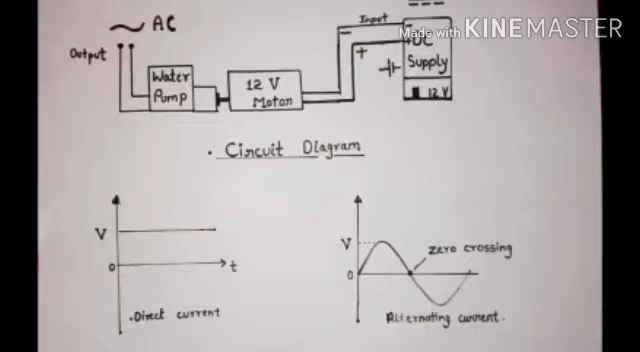 Made with KINEMASTER
~ AC
Output
Input
−
+
Water
Pump
12 V
Motor
DC
Supply
12 V
. Circuit Diagram
V
0
t
.Direct current
V
0
Zero crossing
Alternating current.